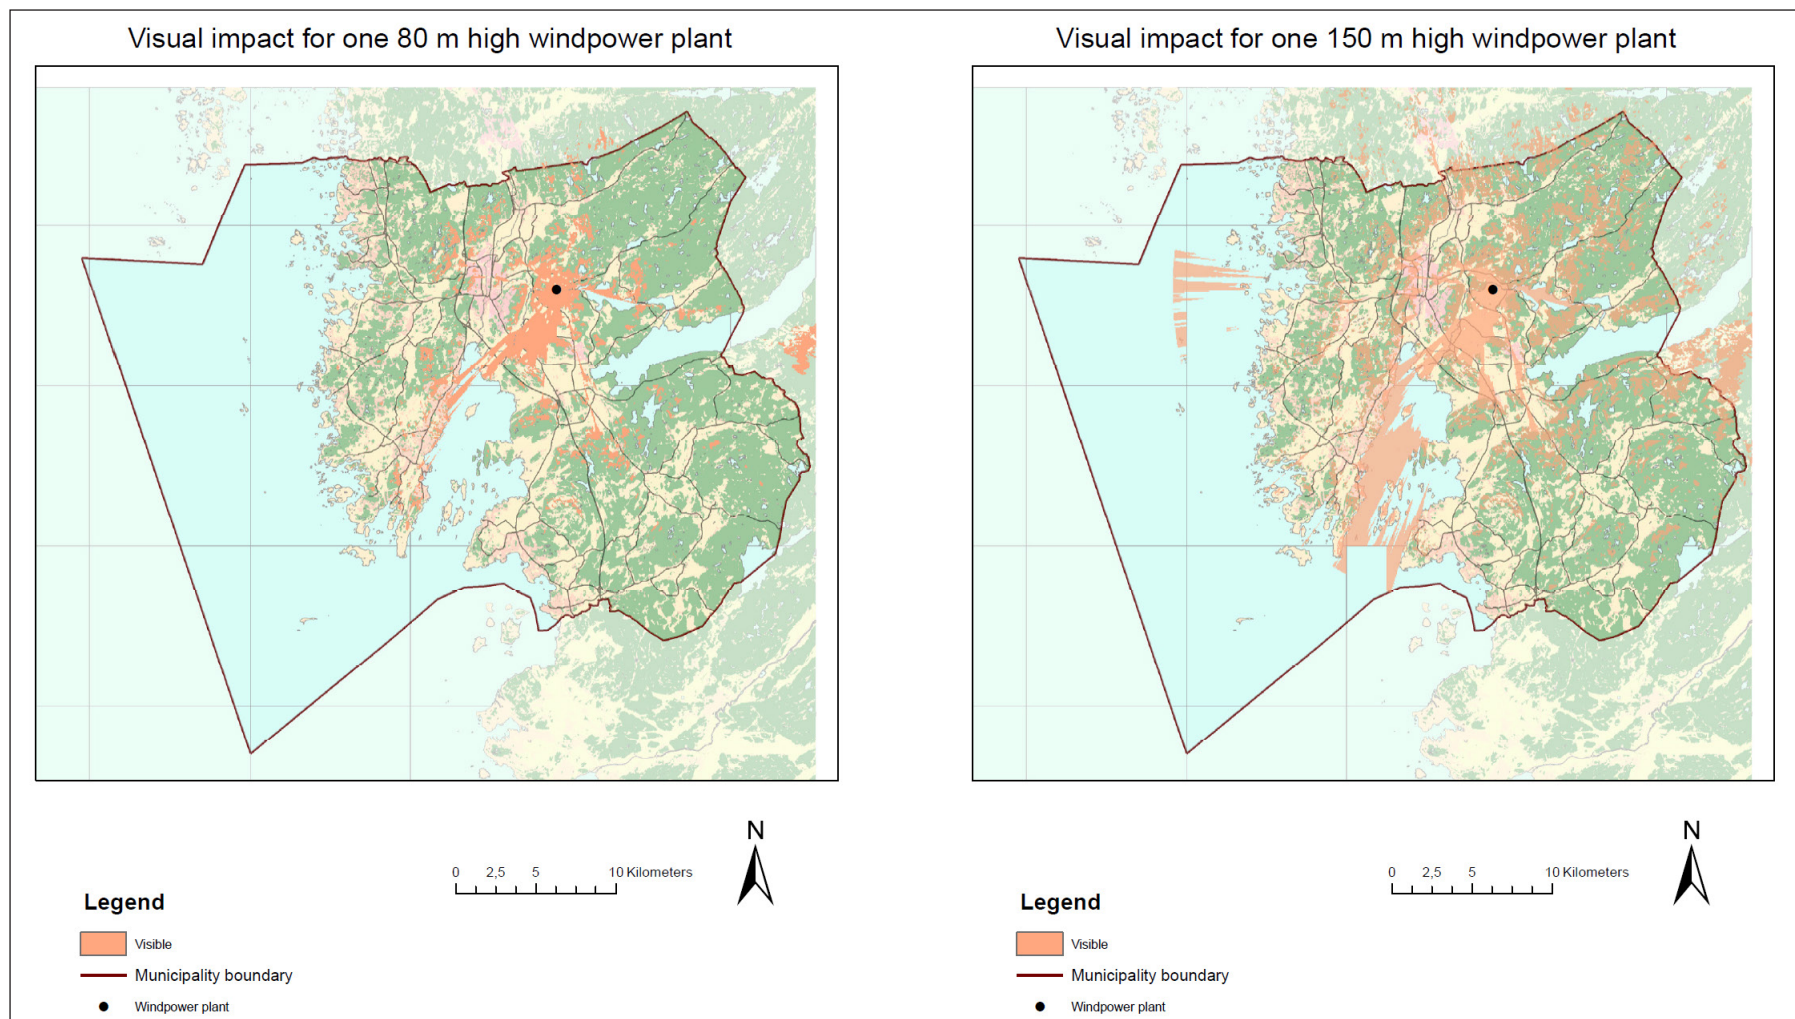 Visual impact for one 80 m high windpower plant
N
0 2,5 5 10 Kilometers
Legend
Visible
Municipality boundary
Windpower plant
Visual impact for one 150 m high windpower plant
N
0 2,5 5 10 Kilometers
Legend
Visible
Municipality boundary
Windpower plant